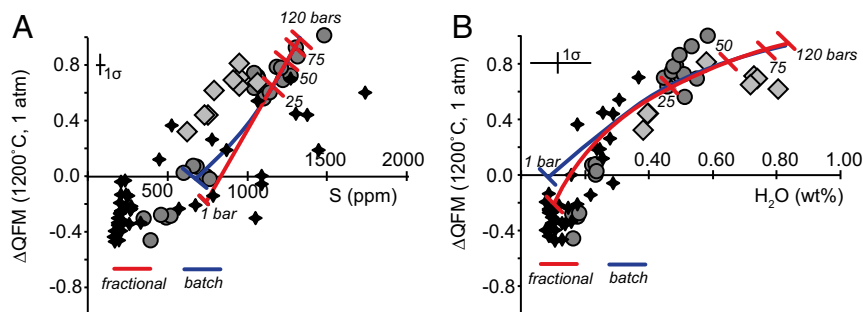 A
B
120 bars
120 bars
75
75
50
50
25
25
1 bar
1 bar
1σ
1σ
ΔQFM (1200°C, 1 atm)
0.8
0.4
0.0
-0.4
-0.8
500
1000
1500
2000
S (ppm)
fractional
batch
ΔQFM (1200°C, 1 atm)
0.8
0.4
0.00
-0.4
-0.8
0.20
0.40
0.60
0.80
1.00
H₂O (wt%)
fractional
batch